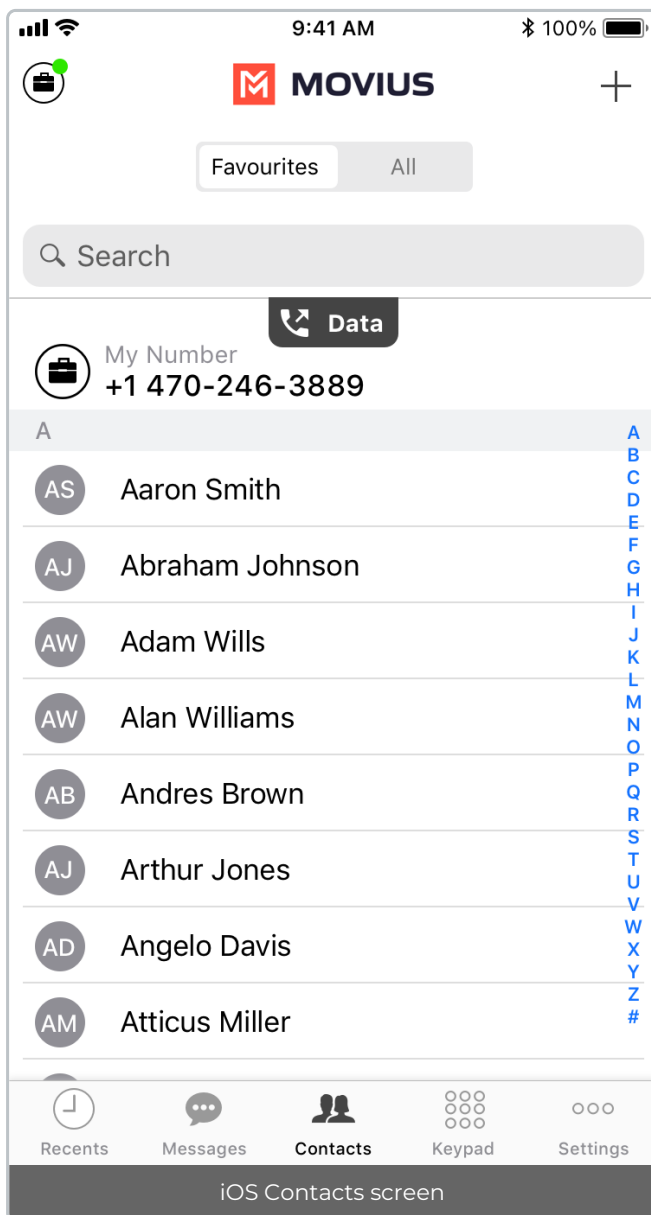 9:41 AM
100%
MOVIUS
Favourites
All
Search
Data
My Number
+1 470-246-3889
A
AS Aaron Smith
AJ Abraham Johnson
AW Adam Wills
AW Alan Williams
AB Andres Brown
AJ Arthur Jones
AD Angelo Davis
AM Atticus Miller
A
B
C
D
E
F
G
H
I
J
K
L
M
N
O
P
Q
R
S
T
U
V
W
X
Y
Z
#
Recents
Messages
Contacts
Keypad
Settings
iOS Contacts screen